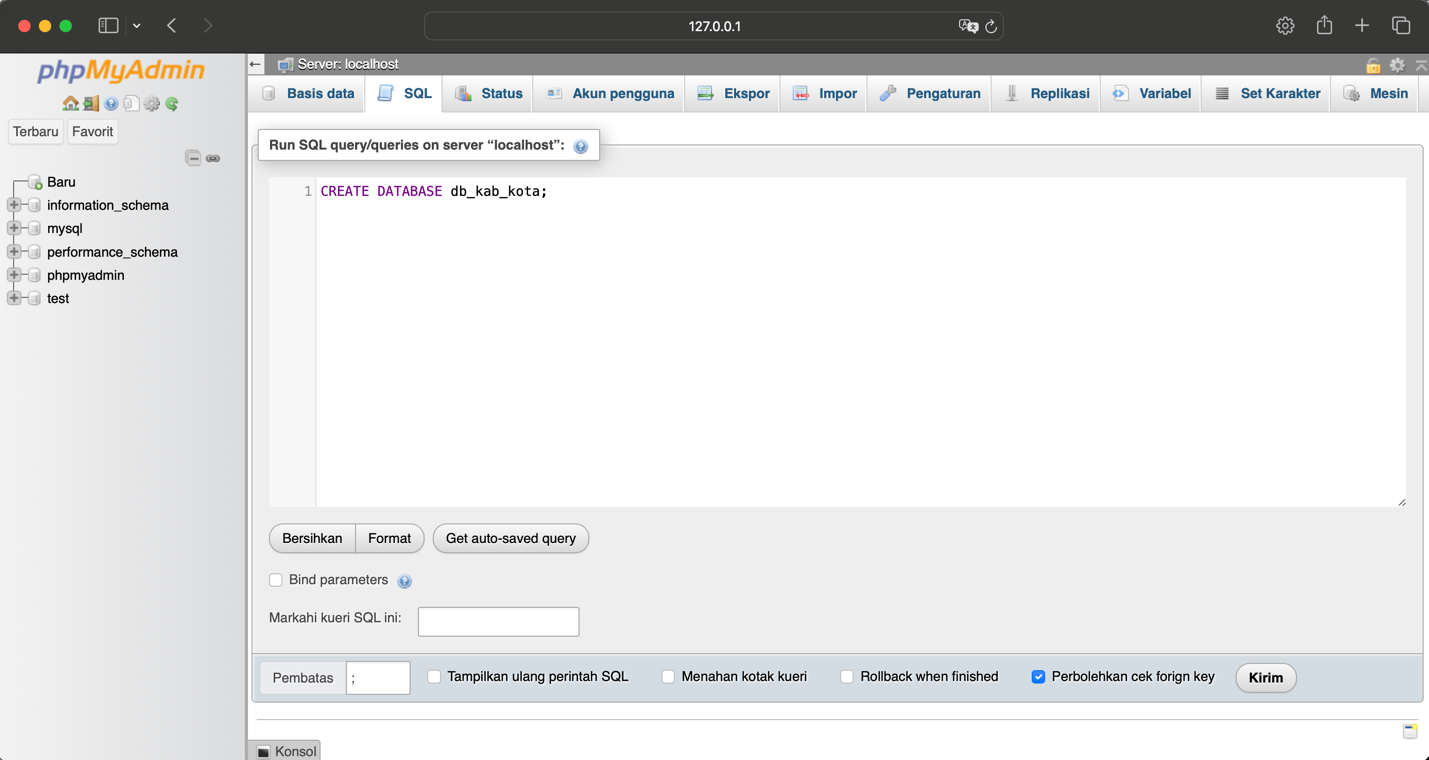 127.0.0.1
phpMyAdmin
Terbaru
Favorit
Baru
information_schema
mysql
performance_schema
phpmyadmin
test
Server: localhost
Basis data
SQL
Status
Akun pengguna
Ekspor
Impor
Pengaturan
Replikasi
Variabel
Set Karakter
Mesin
Run SQL query/queries on server “localhost”:
1 CREATE DATABASE db_kab_kota;
Bersihkan
Format
Get auto-saved query
Bind parameters
Markahi kueri SQL ini:
Pembatas
;
Tampilkan ulang perintah SQL
Menahan kotak kueri
Rollback when finished
Perbolehkan cek forign key
Kirim
Konsol